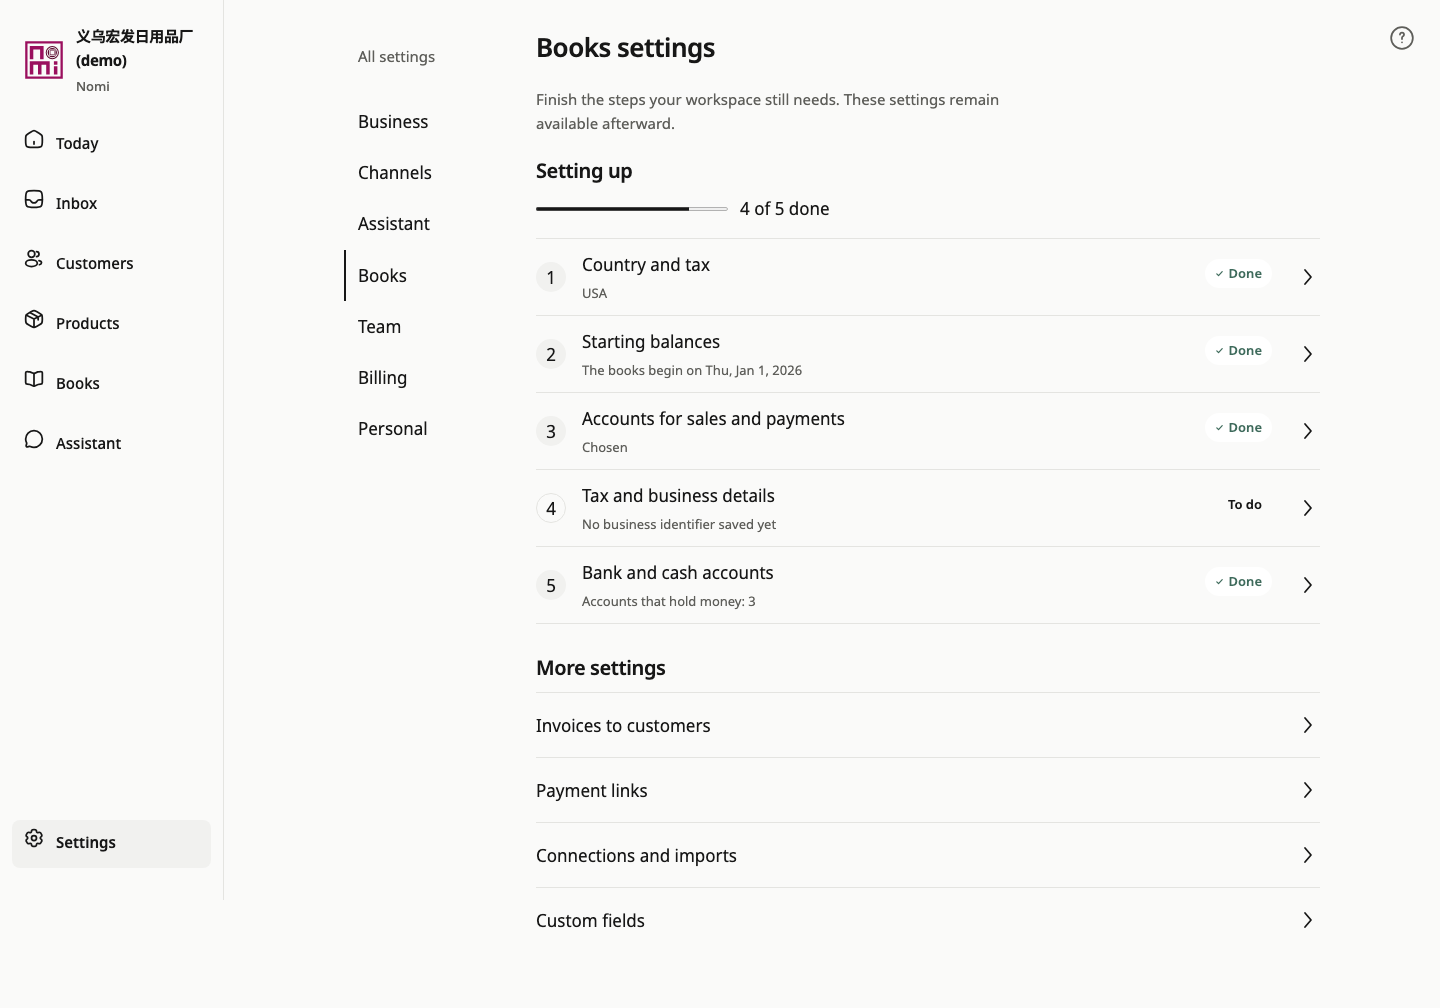 义乌宏发日用品厂
(demo)
Nomi
Today
Inbox
Customers
Products
Books
Assistant
Settings
All settings
Business
Channels
Assistant
Books
Team
Billing
Personal
Books settings
Finish the steps your workspace still needs. These settings remain
available afterward.
Setting up
4 of 5 done
1
Country and tax
USA
Done
2
Starting balances
The books begin on Thu, Jan 1, 2026
Done
3
Accounts for sales and payments
Chosen
Done
4
Tax and business details
No business identifier saved yet
To do
5
Bank and cash accounts
Accounts that hold money: 3
Done
More settings
Invoices to customers
Payment links
Connections and imports
Custom fields